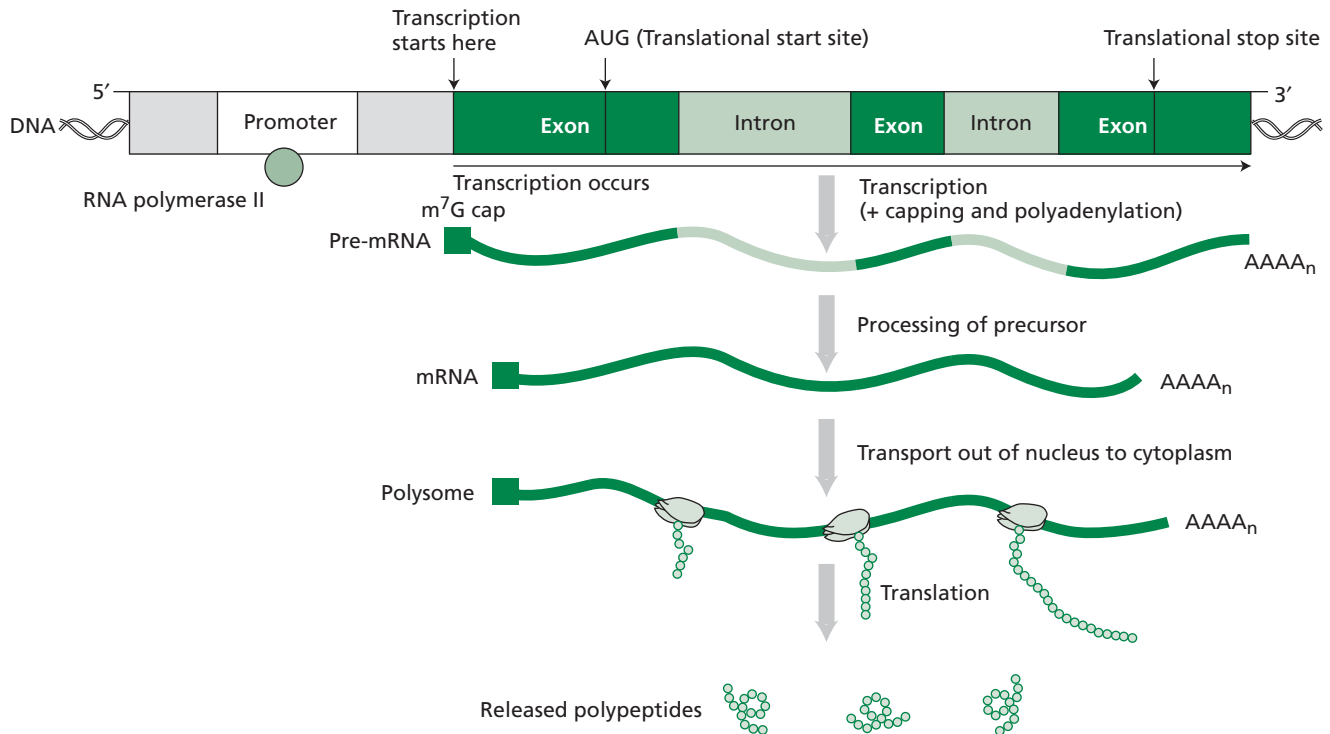 Transcription
starts here
AUG (Translational start site)
Translational stop site
5′
3′
DNA
Promoter
Exon
Intron
Exon
Intron
Exon
RNA polymerase II
Transcription occurs
Transcription
(+ capping and polyadenylation)
m⁷G cap
Pre-mRNA
AAAAₙ
Processing of precursor
mRNA
AAAAₙ
Transport out of nucleus to cytoplasm
Polysome
AAAAₙ
Translation
Released polypeptides